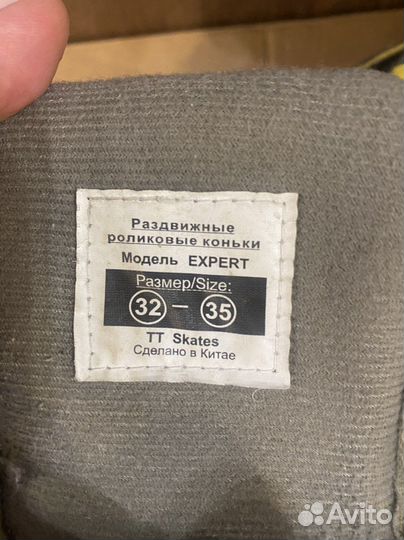 Раздвижные
роликовые коньки
Модель EXPERT
Размер/Size:
32 – 35
TT Skates
Сделано в Китае
Avito